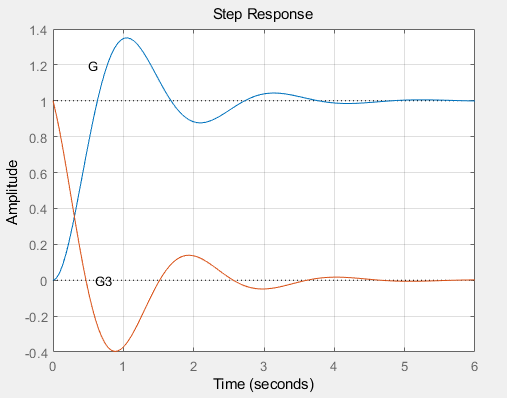 Step Response
1.4
1.2
1
0.8
0.6
0.4
0.2
0
-0.2
-0.4
Amplitude
G
G3
0 1 2 3 4 5 6
Time (seconds)